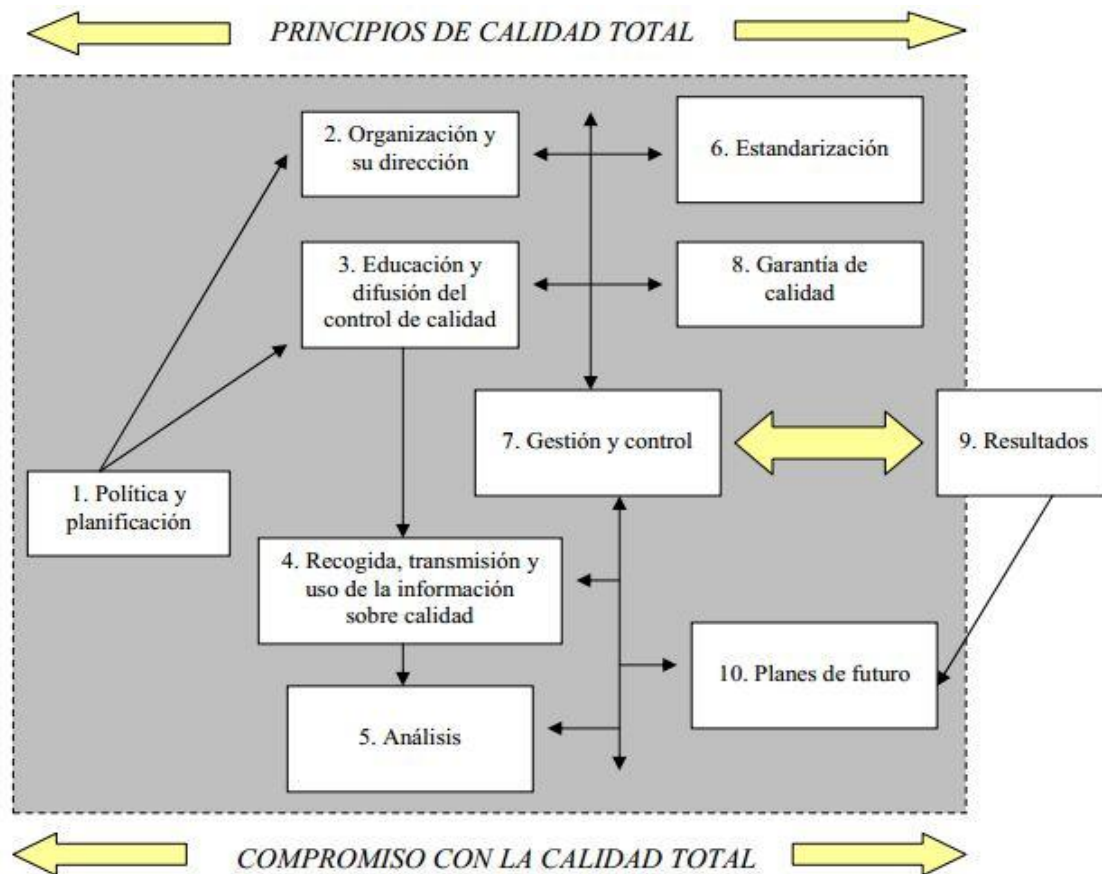 PRINCIPIOS DE CALIDAD TOTAL
2. Organización y
su dirección
6. Estandarización
3. Educación y
difusión del
control de calidad
8. Garantía de
calidad
7. Gestión y control
9. Resultados
1. Política y
planificación
4. Recogida, transmisión y
uso de la información
sobre calidad
10. Planes de futuro
5. Análisis
COMPROMISO CON LA CALIDAD TOTAL